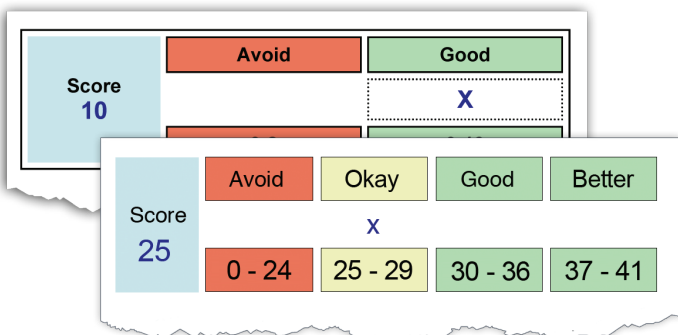 Avoid Good
Score
10
X
Avoid Okay Good Better
Score
25
X
0 - 24 25 - 29 30 - 36 37 - 41